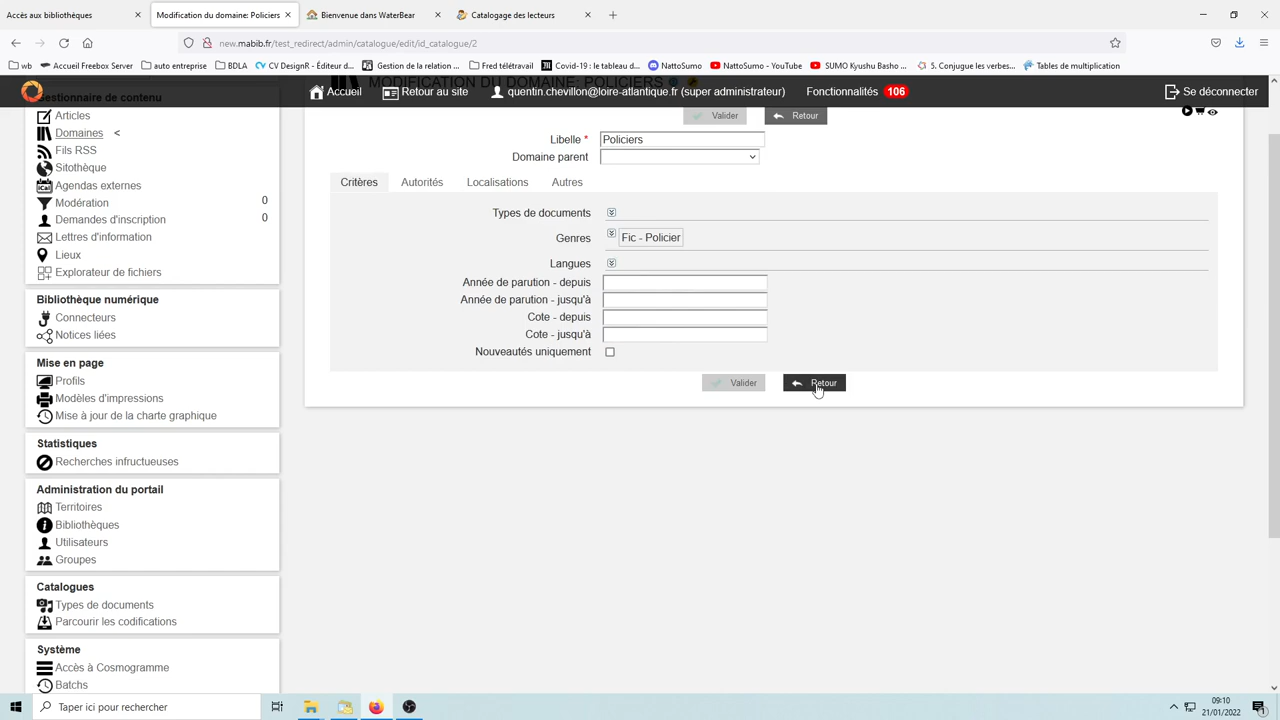 Accès aux bibliothèques
Modification du domaine: Policiers
Bienvenue dans WaterBear
Catalogage des lecteurs
new.mabib.fr/test_redirect/admin/catalogue/edit/id_catalogue/2
wb
Accueil Freebox Server
auto entreprise
BDLA
CV DesignR - Éditeur d...
Gestion de la relation ...
Fred télétravail
Covid-19: le tableau d...
NattoSumo
NattoSumo - YouTube
SUMO Kyushu Basho ...
5. Conjugue les verbes...
Tables de multiplication
MODIFICATION DU DOMAINE: POLICIERS
Accueil
Retour au site
quentin.chevillon@loire-atlantique.fr (super administrateur)
Fonctionnalités 106
Se déconnecter
Gestionnaire de contenu
Articles
Domaines <
Fils RSS
Sitothèque
Agendas externes
Modération 0
Demandes d'inscription 0
Lettres d'information
Lieux
Explorateur de fichiers
Bibliothèque numérique
Connecteurs
Notices liées
Mise en page
Profils
Modèles d'impressions
Mise à jour de la charte graphique
Statistiques
Recherches infructueuses
Administration du portail
Territoires
Bibliothèques
Utilisateurs
Groupes
Catalogues
Types de documents
Parcourir les codifications
Système
Accès à Cosmogramme
Batchs
Valider
Retour
Libelle * Policiers
Domaine parent
Critères
Autorités
Localisations
Autres
Types de documents
Genres Fic - Policier
Langues
Année de parution - depuis
Année de parution - jusqu'à
Cote - depuis
Cote - jusqu'à
Nouveautés uniquement
Valider
Retour
Taper ici pour rechercher
09:10
21/01/2022
1